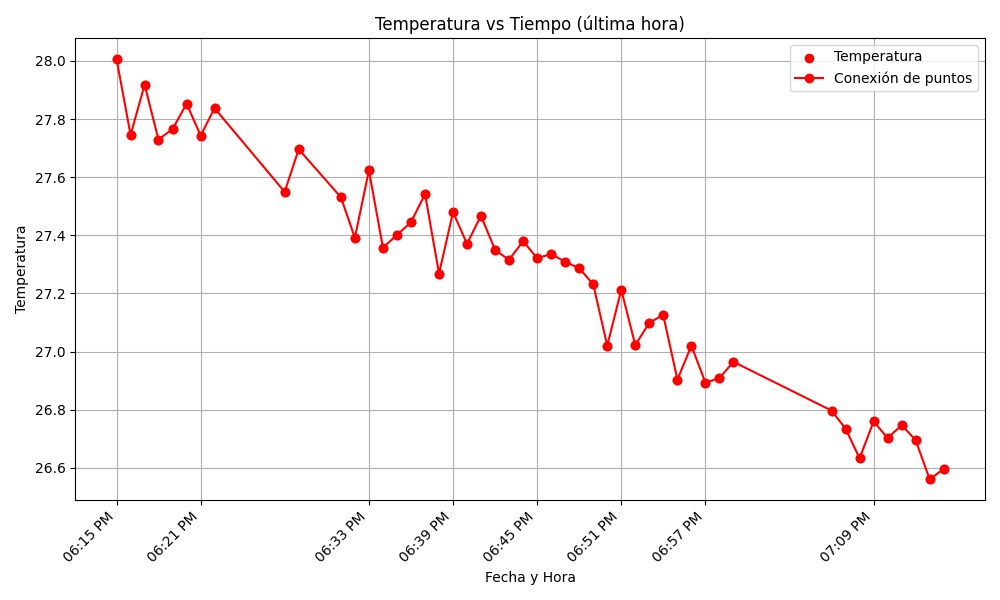 Temperatura vs Tiempo (última hora)
Temperatura
Conexión de puntos
Temperatura
28.0
27.8
27.6
27.4
27.2
27.0
26.8
26.6
06:15 PM
06:21 PM
06:33 PM
06:39 PM
06:45 PM
06:51 PM
06:57 PM
07:09 PM
Fecha y Hora